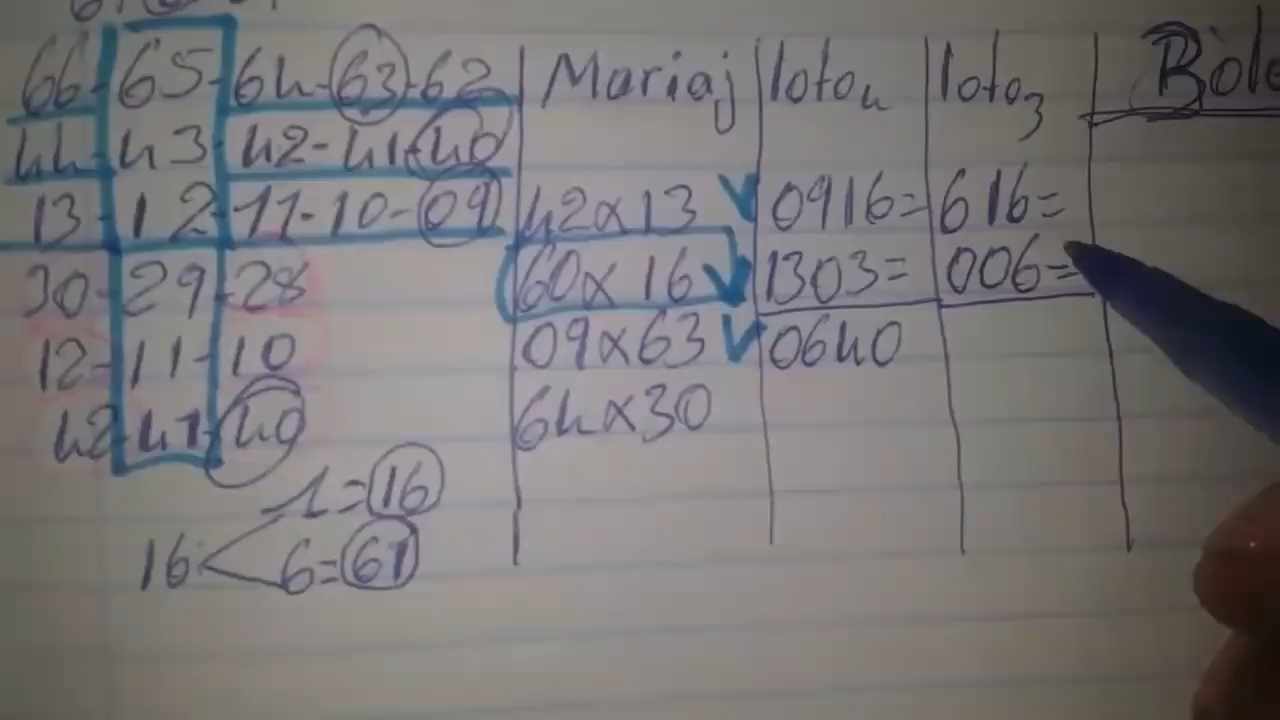 66-65-64-63-62 Mariaj loto4 loto3
44-43-42-41-40
13-12-11-10-09 42x13 0916= 616=
30-29-28 60x16 1303= 006=
12-11-10 09x63 0640
42-41-40 64x30
1=16
16
6=61